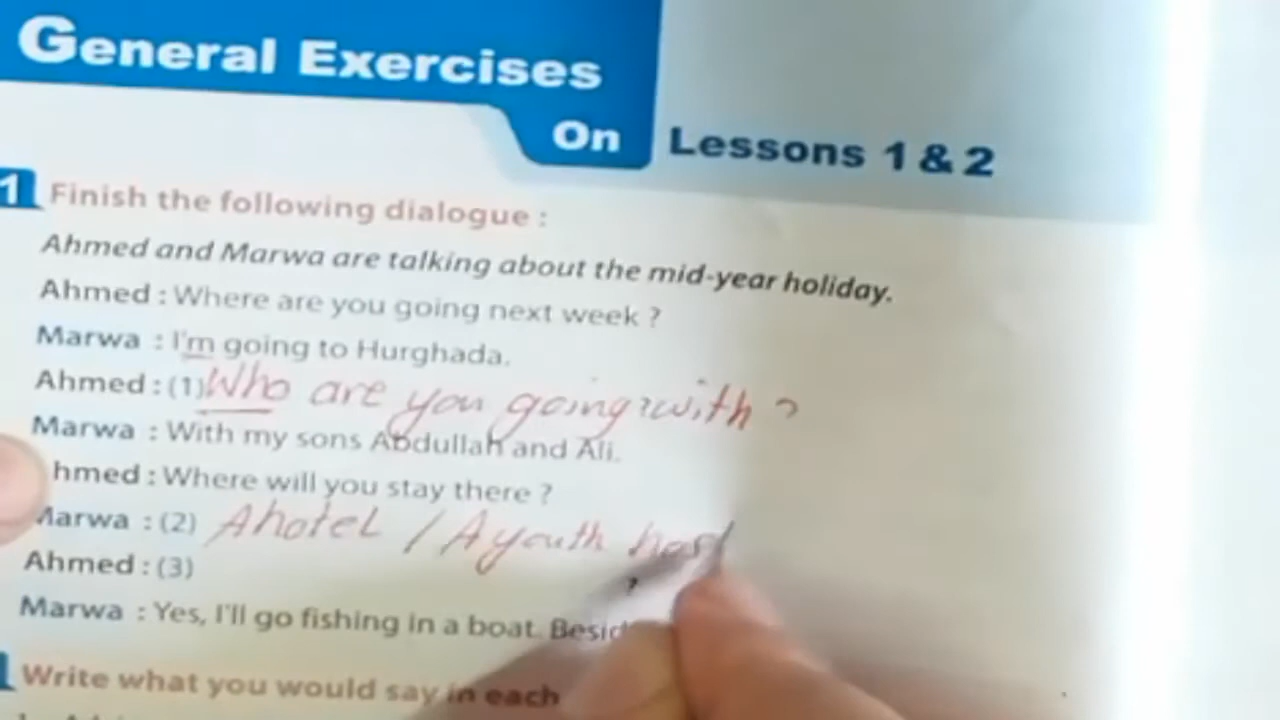 General Exercises
On Lessons 1 & 2
1 Finish the following dialogue :
Ahmed and Marwa are talking about the mid-year holiday.
Ahmed : Where are you going next week ?
Marwa : I'm going to Hurghada.
Ahmed : (1) Who are you going with ?
Marwa : With my sons Abdullah and Ali.
hmed : Where will you stay there ?
Marwa : (2) A hotel / A youth host
Ahmed : (3) ?
Marwa : Yes, I'll go fishing in a boat. Besid
Write what you would say in each